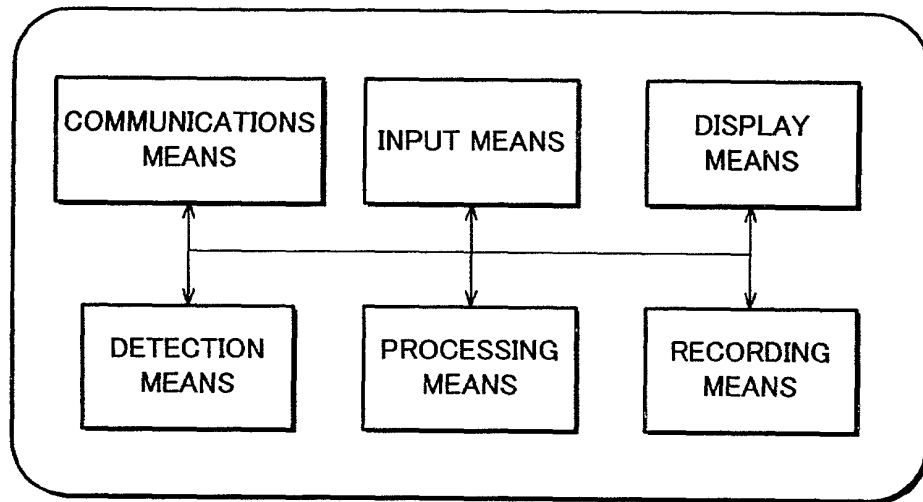 COMMUNICATIONS
MEANS
INPUT MEANS
DISPLAY
MEANS
DETECTION
MEANS
PROCESSING
MEANS
RECORDING
MEANS